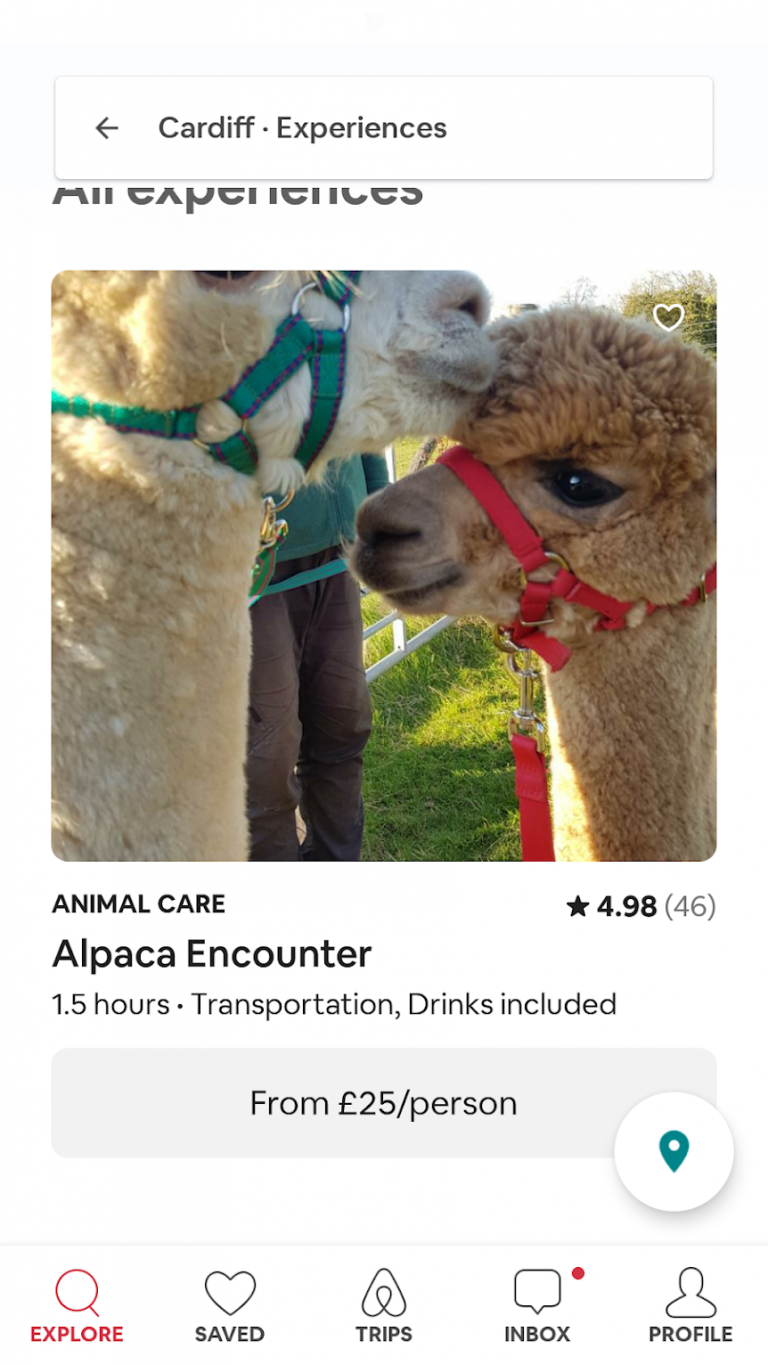 Cardiff · Experiences
All experiences
ANIMAL CARE
★ 4.98 (46)
Alpaca Encounter
1.5 hours · Transportation, Drinks included
From £25/person
EXPLORE
SAVED
TRIPS
INBOX
PROFILE